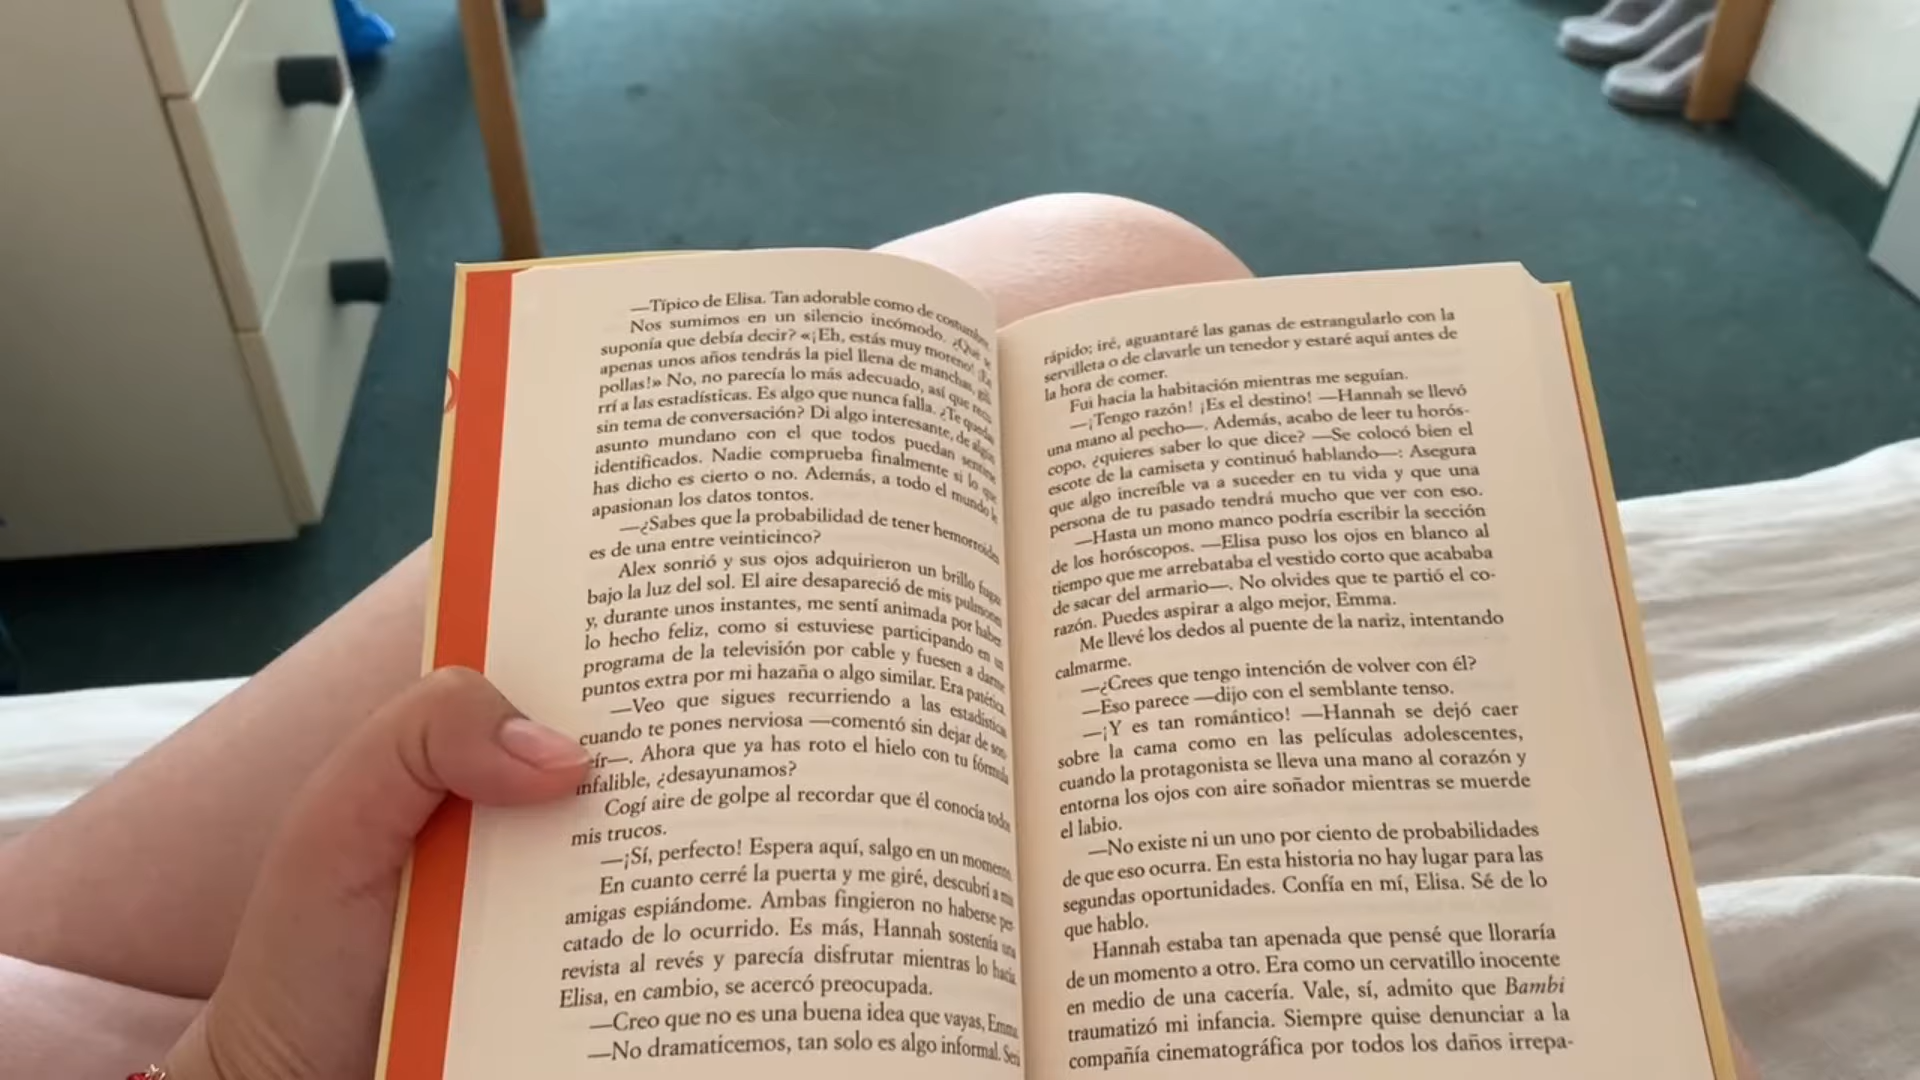 —Típico de Elisa. Tan adorable como de costumbre.
Nos sumimos en un silencio incómodo. ¿Qué se
suponía que debía decir? «¡Eh, estás muy moreno! ¡En
apenas unos años tendrás la piel llena de manchas, gili
pollas!» No, no parecía lo más adecuado, así que recu
rrí a las estadísticas. Es algo que nunca falla. ¿Te quedas
sin tema de conversación? Di algo interesante, de algún
asunto mundano con el que todos puedan sentirse
identificados. Nadie comprueba finalmente si lo que
has dicho es cierto o no. Además, a todo el mundo le
apasionan los datos tontos.
—¿Sabes que la probabilidad de tener hemorroides
es de una entre veinticinco?
Alex sonrió y sus ojos adquirieron un brillo fugaz
bajo la luz del sol. El aire desapareció de mis pulmones
y, durante unos instantes, me sentí animada por haber
lo hecho feliz, como si estuviese participando en un
programa de la televisión por cable y fuesen a darme
puntos extra por mi hazaña o algo similar. Era patética.
—Veo que sigues recurriendo a las estadísticas
cuando te pones nerviosa —comentó sin dejar de son
eír—. Ahora que ya has roto el hielo con tu fórmula
infalible, ¿desayunamos?
Cogí aire de golpe al recordar que él conocía todos
mis trucos.
—¡Sí, perfecto! Espera aquí, salgo en un momento.
En cuanto cerré la puerta y me giré, descubrí a mis
amigas espiándome. Ambas fingieron no haberse per
catado de lo ocurrido. Es más, Hannah sostenía una
revista al revés y parecía disfrutar mientras lo hacía
Elisa, en cambio, se acercó preocupada.
—Creo que no es una buena idea que vayas, Emma.
—No dramaticemos, tan solo es algo informal. Será
rápido; iré, aguantaré las ganas de estrangularlo con la
servilleta o de clavarle un tenedor y estaré aquí antes de
la hora de comer.
Fui hacia la habitación mientras me seguían.
—¡Tengo razón! ¡Es el destino! —Hannah se llevó
una mano al pecho—. Además, acabo de leer tu horós-
copo, ¿quieres saber lo que dice? —Se colocó bien el
escote de la camiseta y continuó hablando—: Asegura
que algo increíble va a suceder en tu vida y que una
persona de tu pasado tendrá mucho que ver con eso.
—Hasta un mono manco podría escribir la sección
de los horóscopos. —Elisa puso los ojos en blanco al
tiempo que me arrebataba el vestido corto que acababa
de sacar del armario—. No olvides que te partió el co-
razón. Puedes aspirar a algo mejor, Emma.
Me llevé los dedos al puente de la nariz, intentando
calmarme.
—¿Crees que tengo intención de volver con él?
—Eso parece —dijo con el semblante tenso.
—¡Y es tan romántico! —Hannah se dejó caer
sobre la cama como en las películas adolescentes,
cuando la protagonista se lleva una mano al corazón y
entorna los ojos con aire soñador mientras se muerde
el labio.
—No existe ni un uno por ciento de probabilidades
de que eso ocurra. En esta historia no hay lugar para las
segundas oportunidades. Confía en mí, Elisa. Sé de lo
que hablo.
Hannah estaba tan apenada que pensé que lloraría
de un momento a otro. Era como un cervatillo inocente
en medio de una cacería. Vale, sí, admito que Bambi
traumatizó mi infancia. Siempre quise denunciar a la
compañía cinematográfica por todos los daños irrepa-